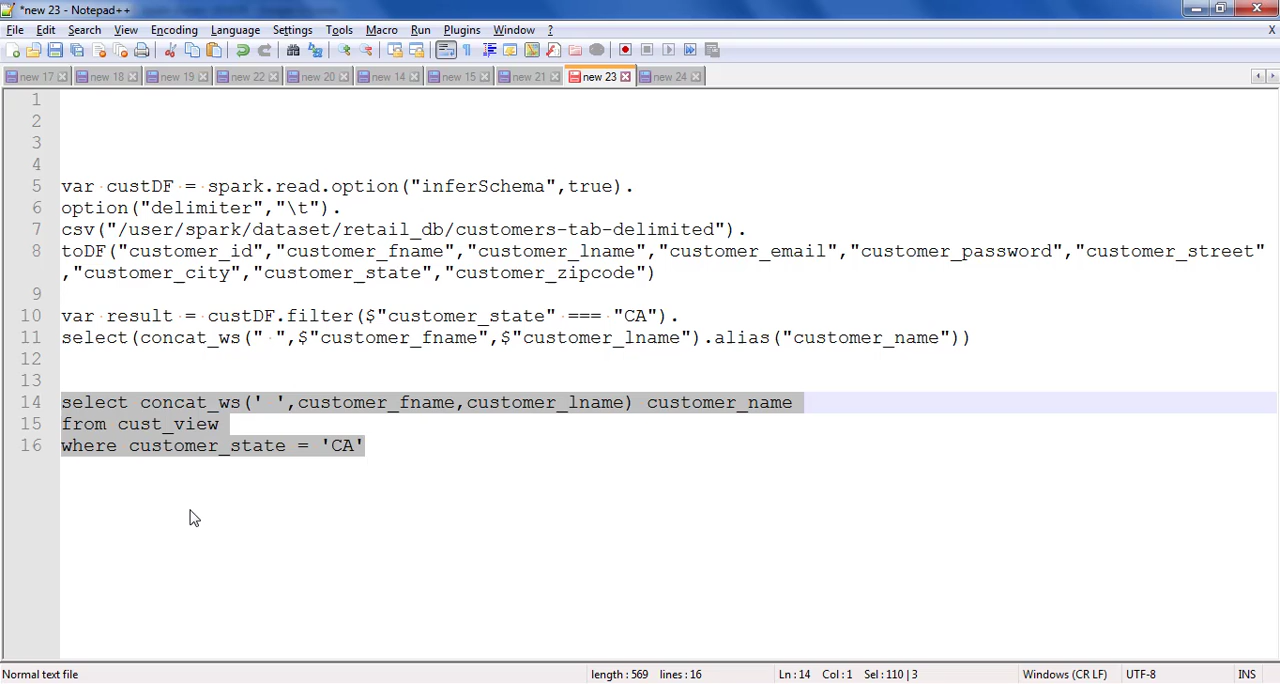 *new 23 - Notepad++
File Edit Search View Encoding Language Settings Tools Macro Run Plugins Window ? X
new 17 new 18 new 19 new 22 new 20 new 14 new 15 new 21 new 23 new 24
1
2
3
4
5 var custDF = spark.read.option("inferSchema",true).
6 option("delimiter","\t").
7 csv("/user/spark/dataset/retail_db/customers-tab-delimited").
8 toDF("customer_id","customer_fname","customer_lname","customer_email","customer_password","customer_street"
,"customer_city","customer_state","customer_zipcode")
9
10 var result = custDF.filter($"customer_state" === "CA").
11 select(concat_ws(" ",$"customer_fname",$"customer_lname").alias("customer_name"))
12
13
14 select concat_ws(' ',customer_fname,customer_lname) customer_name
15 from cust_view
16 where customer_state = 'CA'
Normal text file length : 569 lines : 16 Ln : 14 Col : 1 Sel : 110 | 3 Windows (CR LF) UTF-8 INS